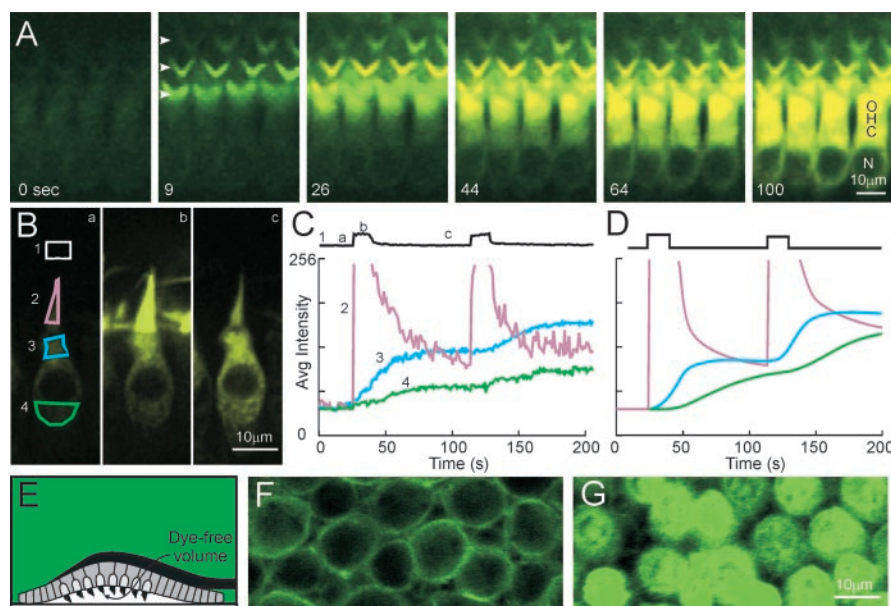 A
0 sec
9
26
44
64
100
OHC
N
10μm
B
a
b
c
1
2
3
4
10μm
C
1
a
b
c
256
Avg Intensity
2
3
4
0
0
50
100
150
200
Time (s)
D
0
50
100
150
200
Time (s)
E
Dye-free
volume
F
G
10μm